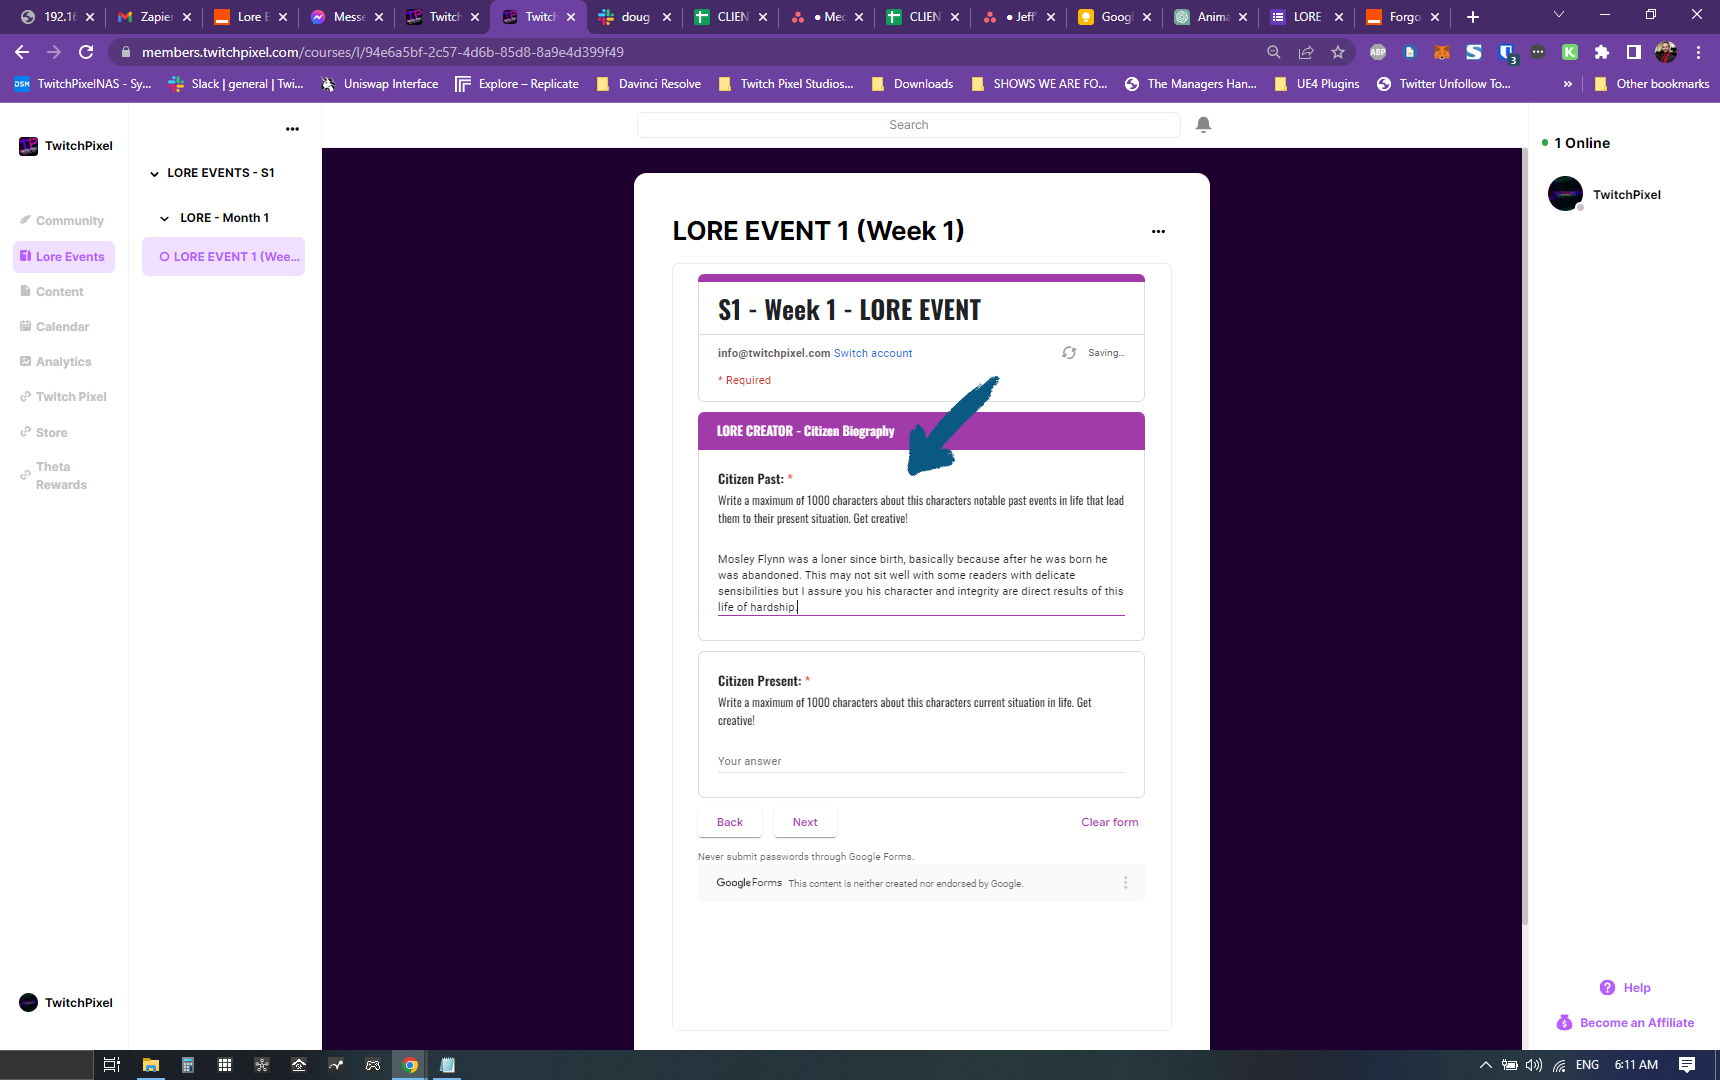 192.16
Zapier
Lore E
Messe
Twitch
Twitch
doug
CLIEN
Mec
CLIEN
Jeff
Googl
Anima
LORE
Forgo
members.twitchpixel.com/courses/l/94e6a5bf-2c57-4d6b-85d8-8a9e4d399f49
ABP
3
DSM TwitchPixelNAS - Sy...
Slack | general | Twi...
Uniswap Interface
Explore – Replicate
Davinci Resolve
Twitch Pixel Studios...
Downloads
SHOWS WE ARE FO...
The Managers Han...
UE4 Plugins
Twitter Unfollow To...
»
Other bookmarks
TwitchPixel
Community
Lore Events
Content
Calendar
Analytics
Twitch Pixel
Store
Theta
Rewards
TwitchPixel
LORE EVENTS - S1
LORE - Month 1
LORE EVENT 1 (Wee...
Search
LORE EVENT 1 (Week 1)
S1 - Week 1 - LORE EVENT
info@twitchpixel.com Switch account
Saving...
* Required
LORE CREATOR - Citizen Biography
Citizen Past: *
Write a maximum of 1000 characters about this characters notable past events in life that lead
them to their present situation. Get creative!
Mosley Flynn was a loner since birth, basically because after he was born he
was abandoned. This may not sit well with some readers with delicate
sensibilities but I assure you his character and integrity are direct results of this
life of hardship.
Citizen Present: *
Write a maximum of 1000 characters about this characters current situation in life. Get
creative!
Your answer
Back
Next
Clear form
Never submit passwords through Google Forms.
Google Forms This content is neither created nor endorsed by Google.
1 Online
TwitchPixel
Help
Become an Affiliate
ENG
6:11 AM